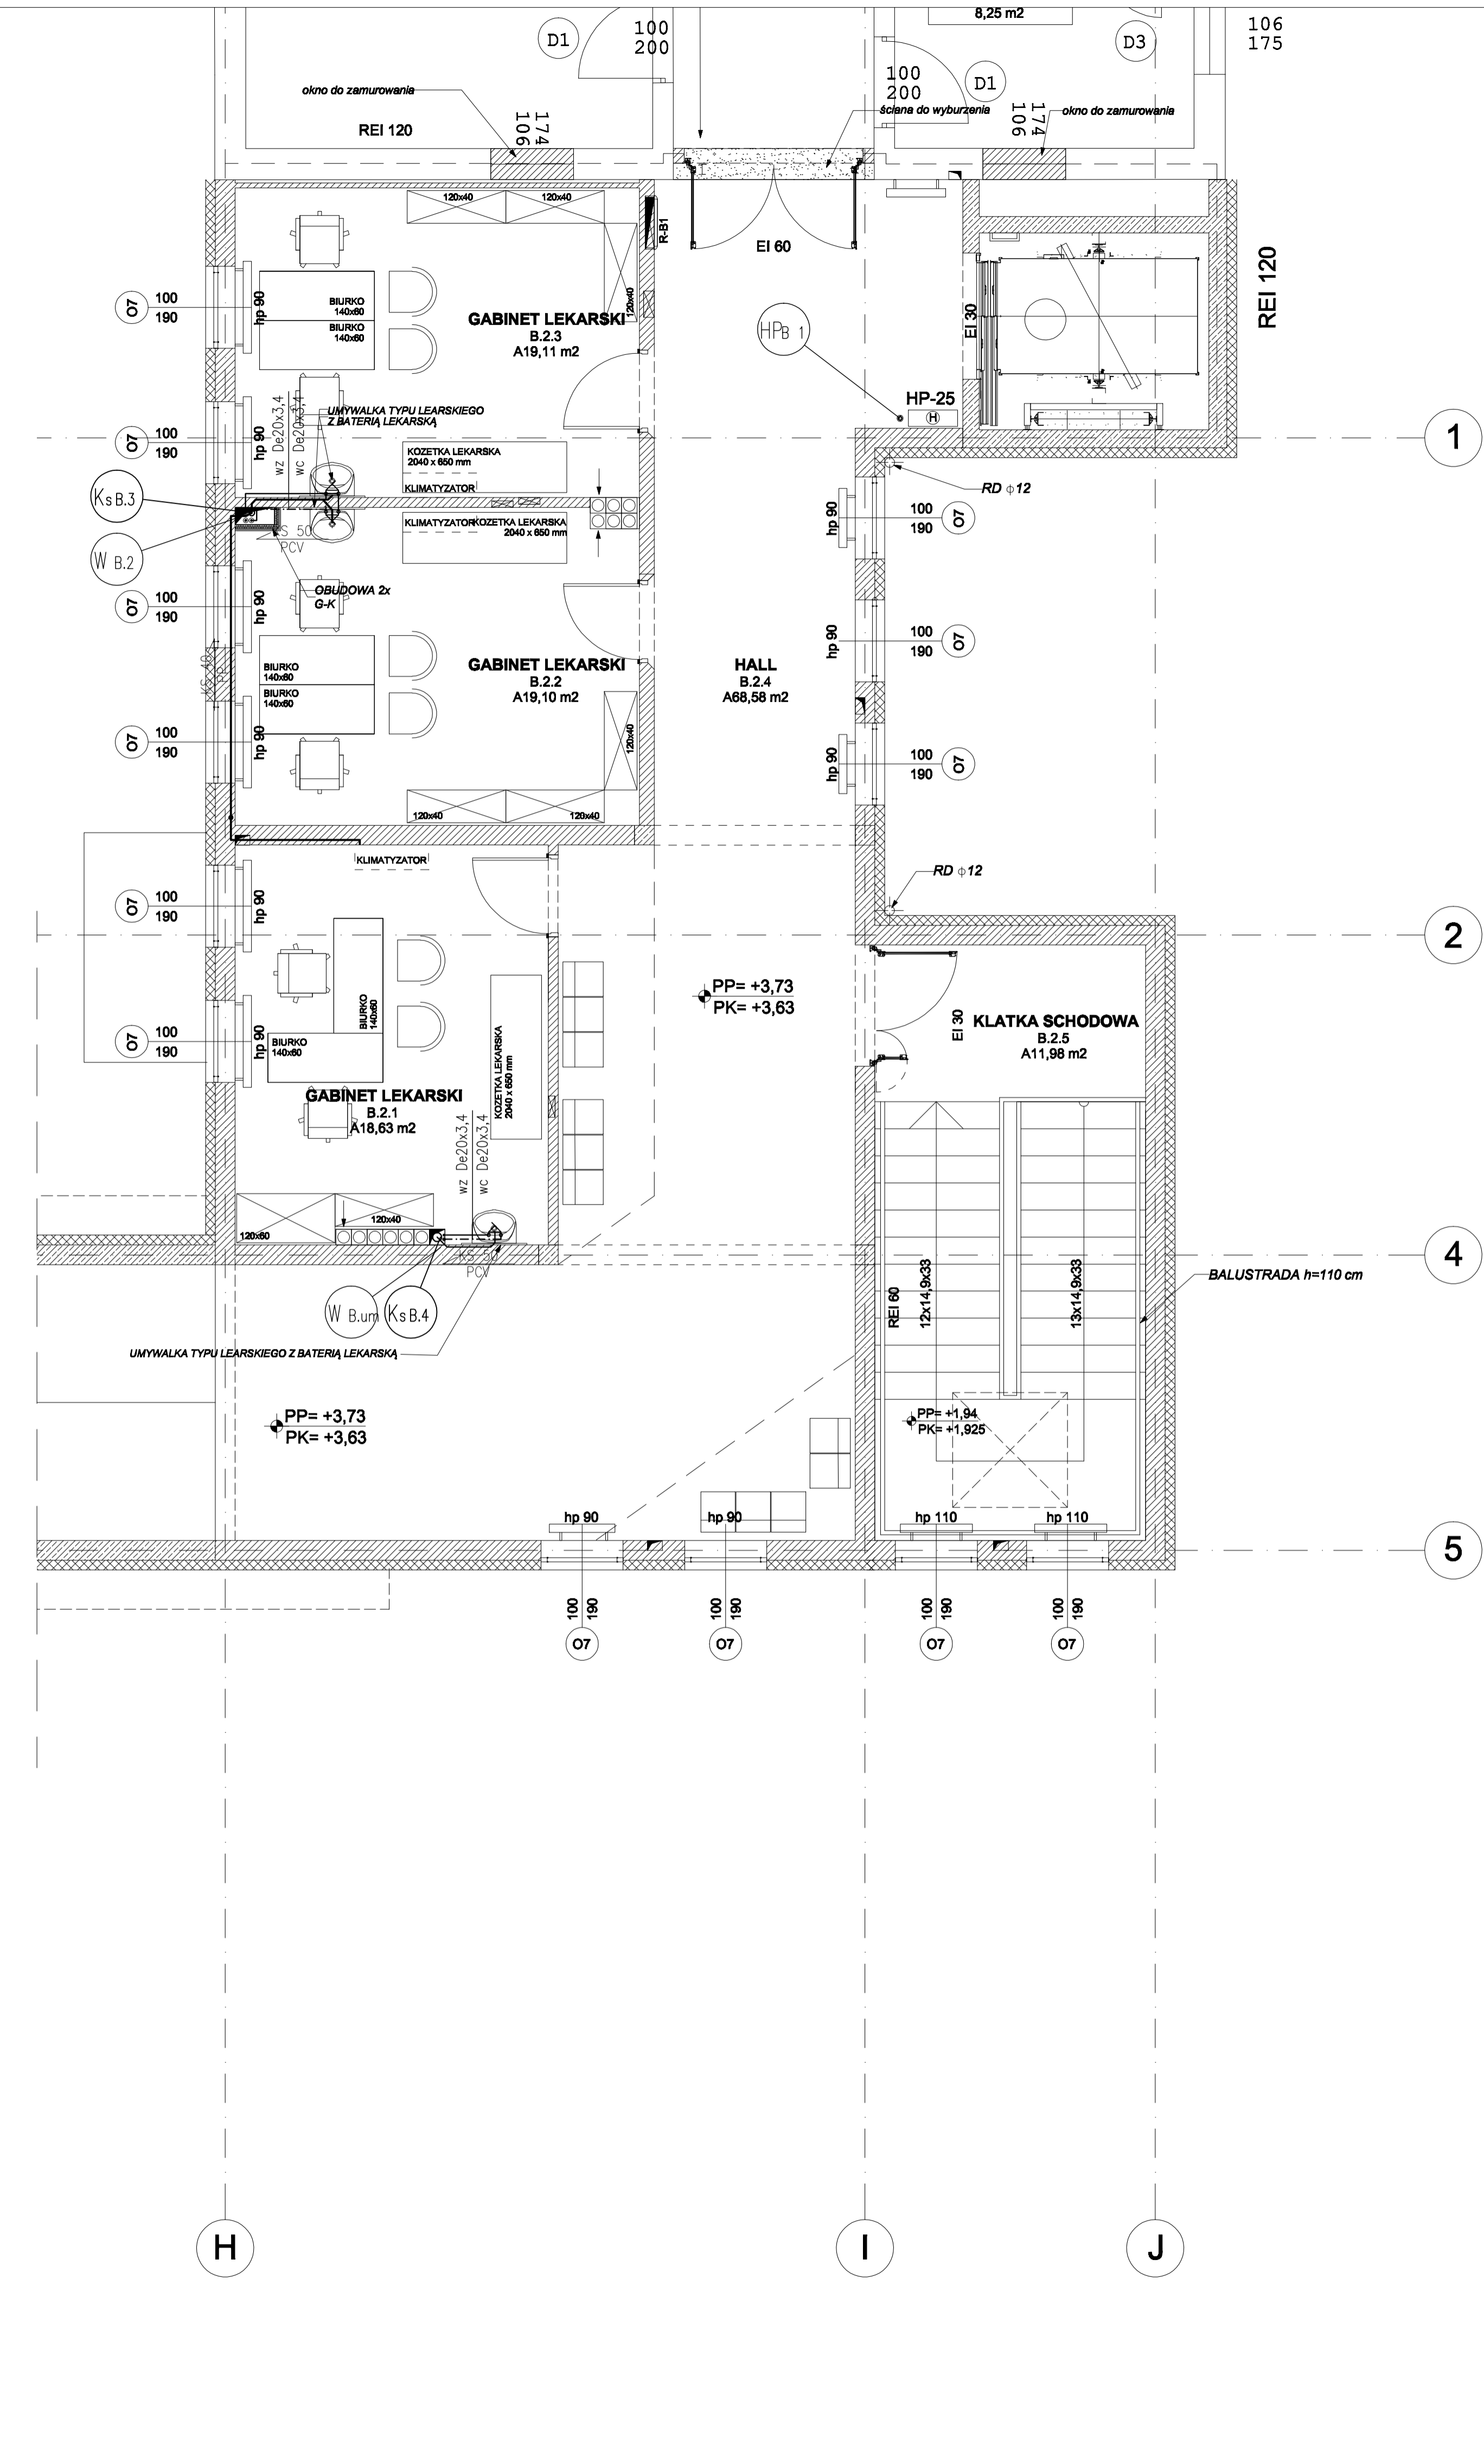 8,25 m2
D1
100
200
D3
106
175
100
200
D1
okno do zamurowania
REI 120
174
106
ściana do wyburzenia
174
106
okno do zamurowania
120x40
120x40
R-B1
EI 60
REI 120
O7
100
190
hp 90
BIURKO
140x60
BIURKO
140x60
120x40
GABINET LEKARSKI
B.2.3
A19,11 m2
HPB 1
EI 30
HP-25
H
UMYWALKA TYPU LEARSKIEGO
Z BATERIĄ LEKARSKĄ
wz De20x3,4
wc De20x3,4
O7
100
190
hp 90
1
KOZETKA LEKARSKA
2040 x 650 mm
KLIMATYZATOR
KsB.3
RD ϕ12
KLIMATYZATOR
KOZETKA LEKARSKA
2040 x 650 mm
KS 50
PCV
W B.2
hp 90
100
190
O7
OBUDOWA 2x
G-K
O7
100
190
hp 90
hp 90
100
190
O7
KS 40
PP
BIURKO
140x60
BIURKO
140x60
GABINET LEKARSKI
B.2.2
A19,10 m2
HALL
B.2.4
A68,58 m2
O7
100
190
hp 90
120x40
hp 90
100
190
O7
120x40
120x40
KLIMATYZATOR
RD ϕ12
O7
100
190
hp 90
2
PP= +3,73
PK= +3,63
BIURKO
140x60
BIURKO
140x60
KOZETKA LEKARSKA
2040 x 650 mm
EI 30
KLATKA SCHODOWA
B.2.5
A11,98 m2
O7
100
190
hp 90
GABINET LEKARSKI
B.2.1
A18,63 m2
wz De20x3,4
wc De20x3,4
120x40
120x60
KS 50
PCV
4
BALUSTRADA h=110 cm
REI 60
12x14,9x33
13x14,9x33
W B.um
KsB.4
UMYWALKA TYPU LEARSKIEGO Z BATERIĄ LEKARSKĄ
PP= +3,73
PK= +3,63
PP= +1,94
PK= +1,925
hp 90
hp 90
hp 110
hp 110
5
100
190
100
190
100
190
100
190
O7
O7
O7
O7
H
I
J